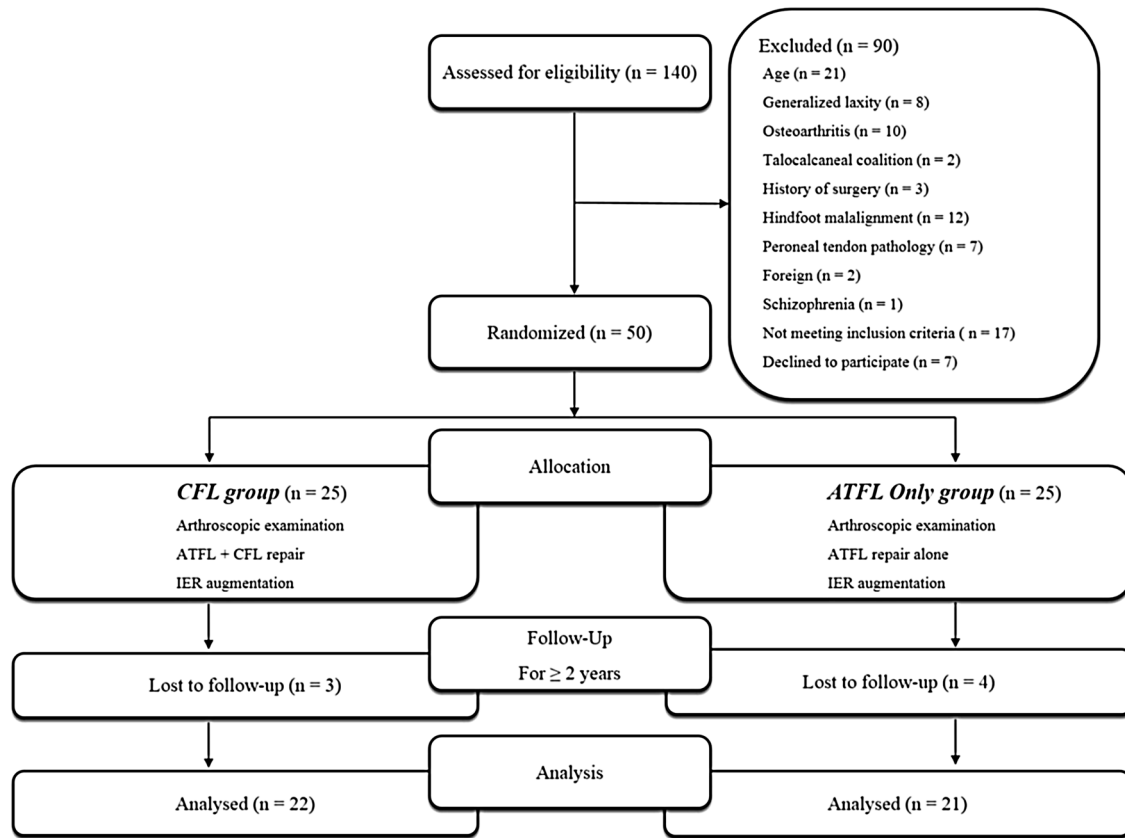 Assessed for eligibility (n = 140)
Excluded (n = 90)
Age (n = 21)
Generalized laxity (n = 8)
Osteoarthritis (n = 10)
Talocalcaneal coalition (n = 2)
History of surgery (n = 3)
Hindfoot malalignment (n = 12)
Peroneal tendon pathology (n = 7)
Foreign (n = 2)
Schizophrenia (n = 1)
Not meeting inclusion criteria ( n = 17)
Declined to participate (n = 7)
Randomized (n = 50)
Allocation
CFL group (n = 25)
Arthroscopic examination
ATFL + CFL repair
IER augmentation
ATFL Only group (n = 25)
Arthroscopic examination
ATFL repair alone
IER augmentation
Follow-Up
For ≥ 2 years
Lost to follow-up (n = 3)
Lost to follow-up (n = 4)
Analysis
Analysed (n = 22)
Analysed (n = 21)